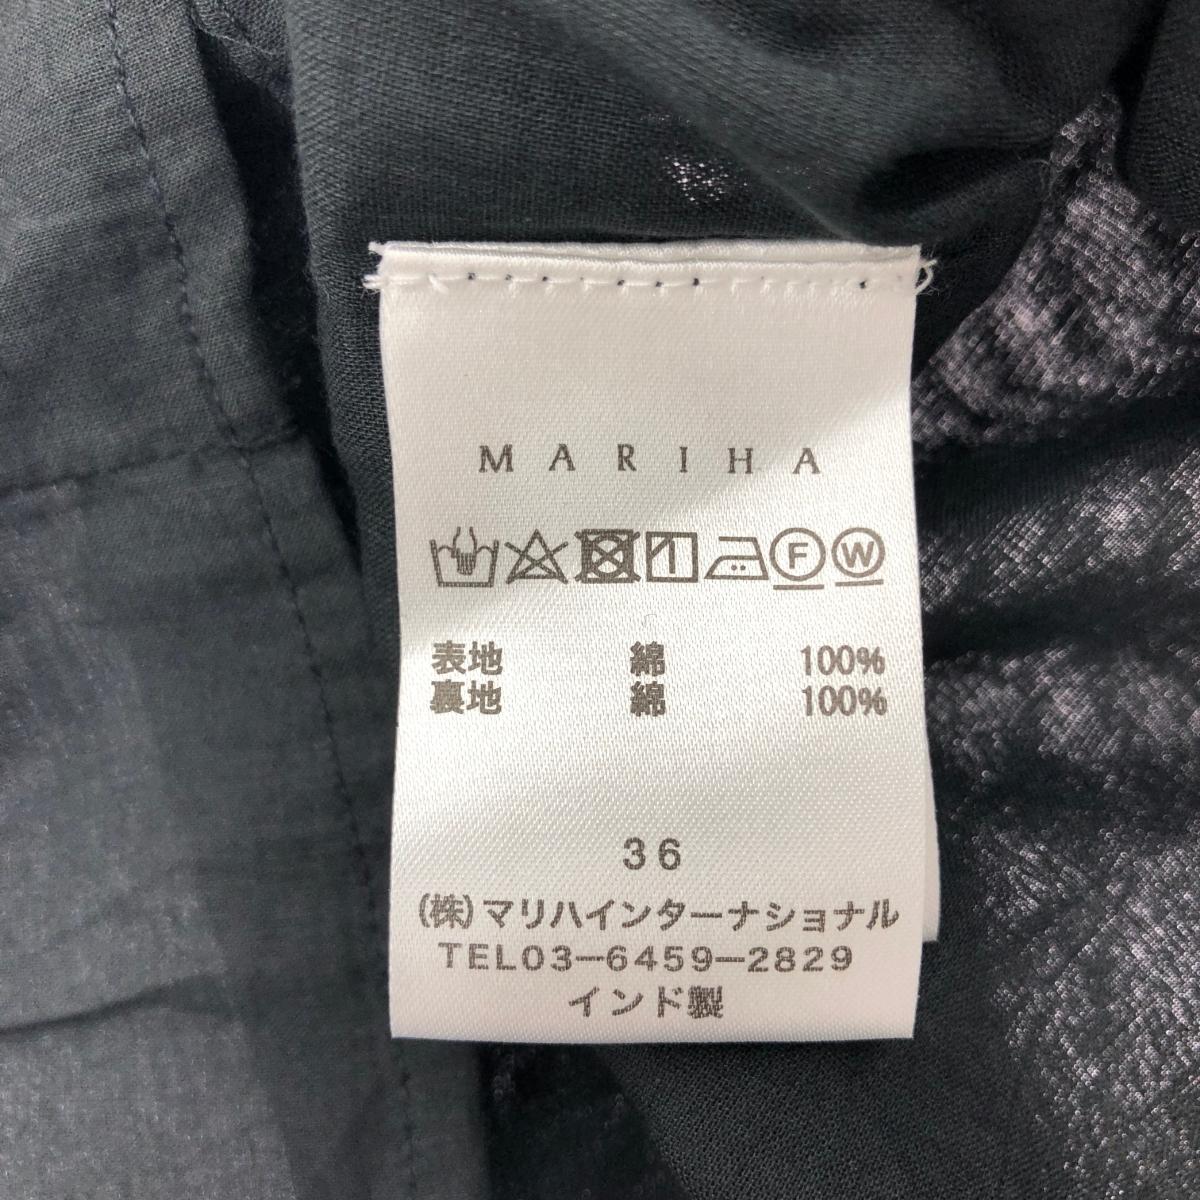 MARIHA
F W
表地 綿 100%
裏地 綿 100%
36
(株)マリハインターナショナル
TEL03-6459-2829
インド製